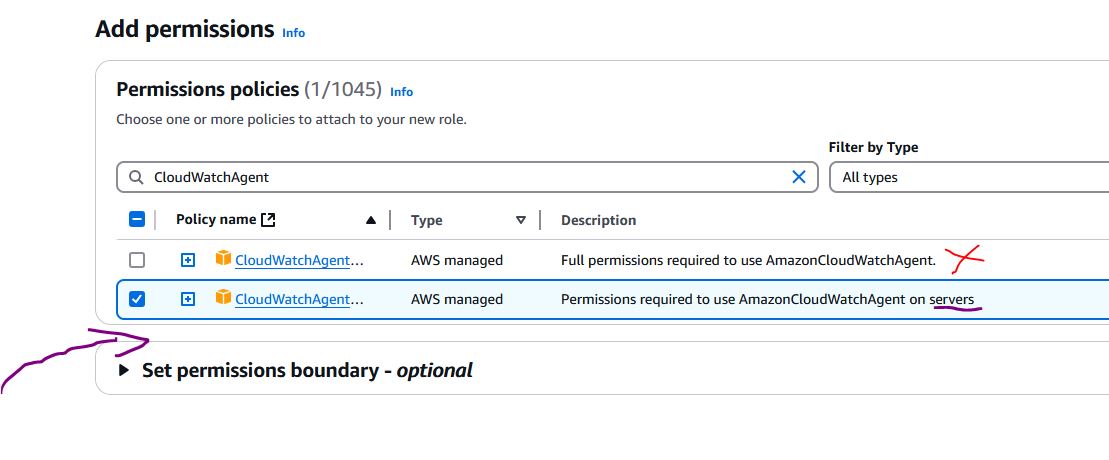 Add permissions Info
Permissions policies (1/1045) Info
Choose one or more policies to attach to your new role.
Filter by Type
CloudWatchAgent
All types
Policy name
Type
Description
CloudWatchAgent...
AWS managed
Full permissions required to use AmazonCloudWatchAgent.
CloudWatchAgent...
AWS managed
Permissions required to use AmazonCloudWatchAgent on servers
Set permissions boundary - optional